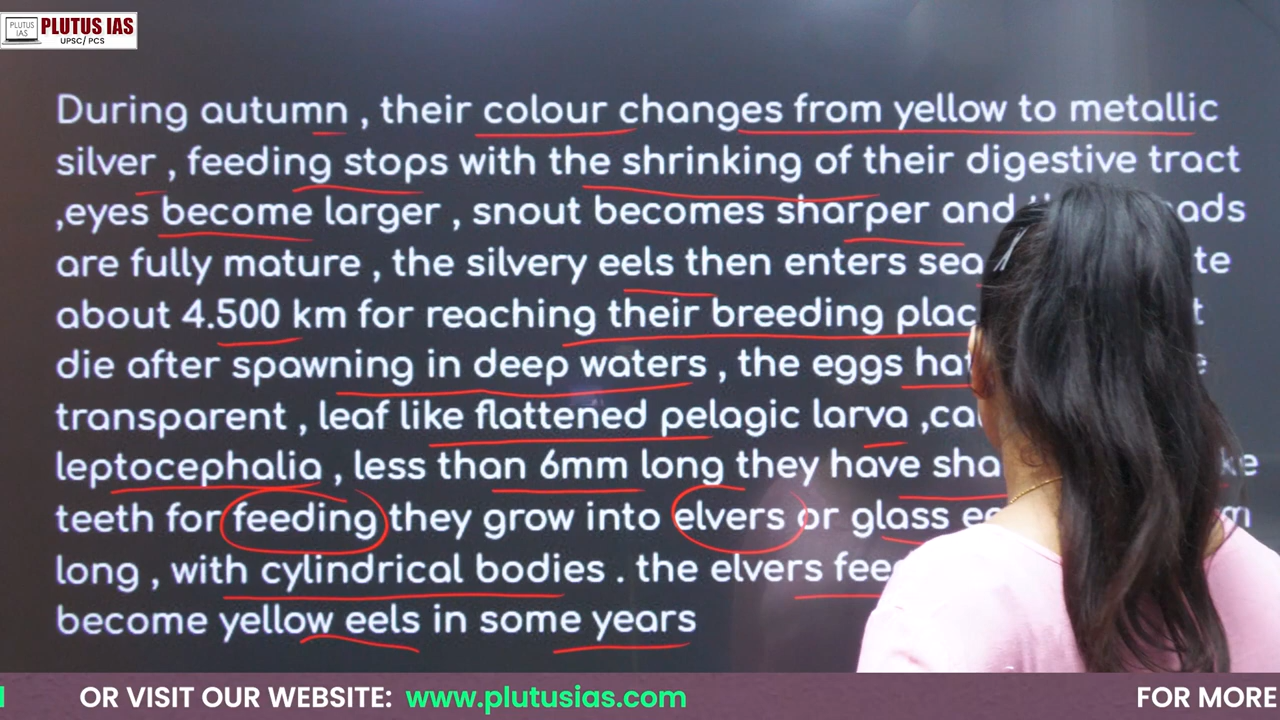 PLUTUS IAS
PLUTUS IAS
UPSC/ PCS
During autumn , their colour changes from yellow to metallic
silver , feeding stops with the shrinking of their digestive tract
,eyes become larger , snout becomes sharper and
are fully mature , the silvery eels then enters sea
about 4.500 km for reaching their breeding
die after spawning in deep waters , the eggs
transparent , leaf like flattened pelagic larva
leptocephalia , less than 6mm long they have
teeth for feeding they grow into elvers or glass
long , with cylindrical bodies . the elvers
become yellow eels in some years
OR VISIT OUR WEBSITE: www.plutusias.com FOR MORE